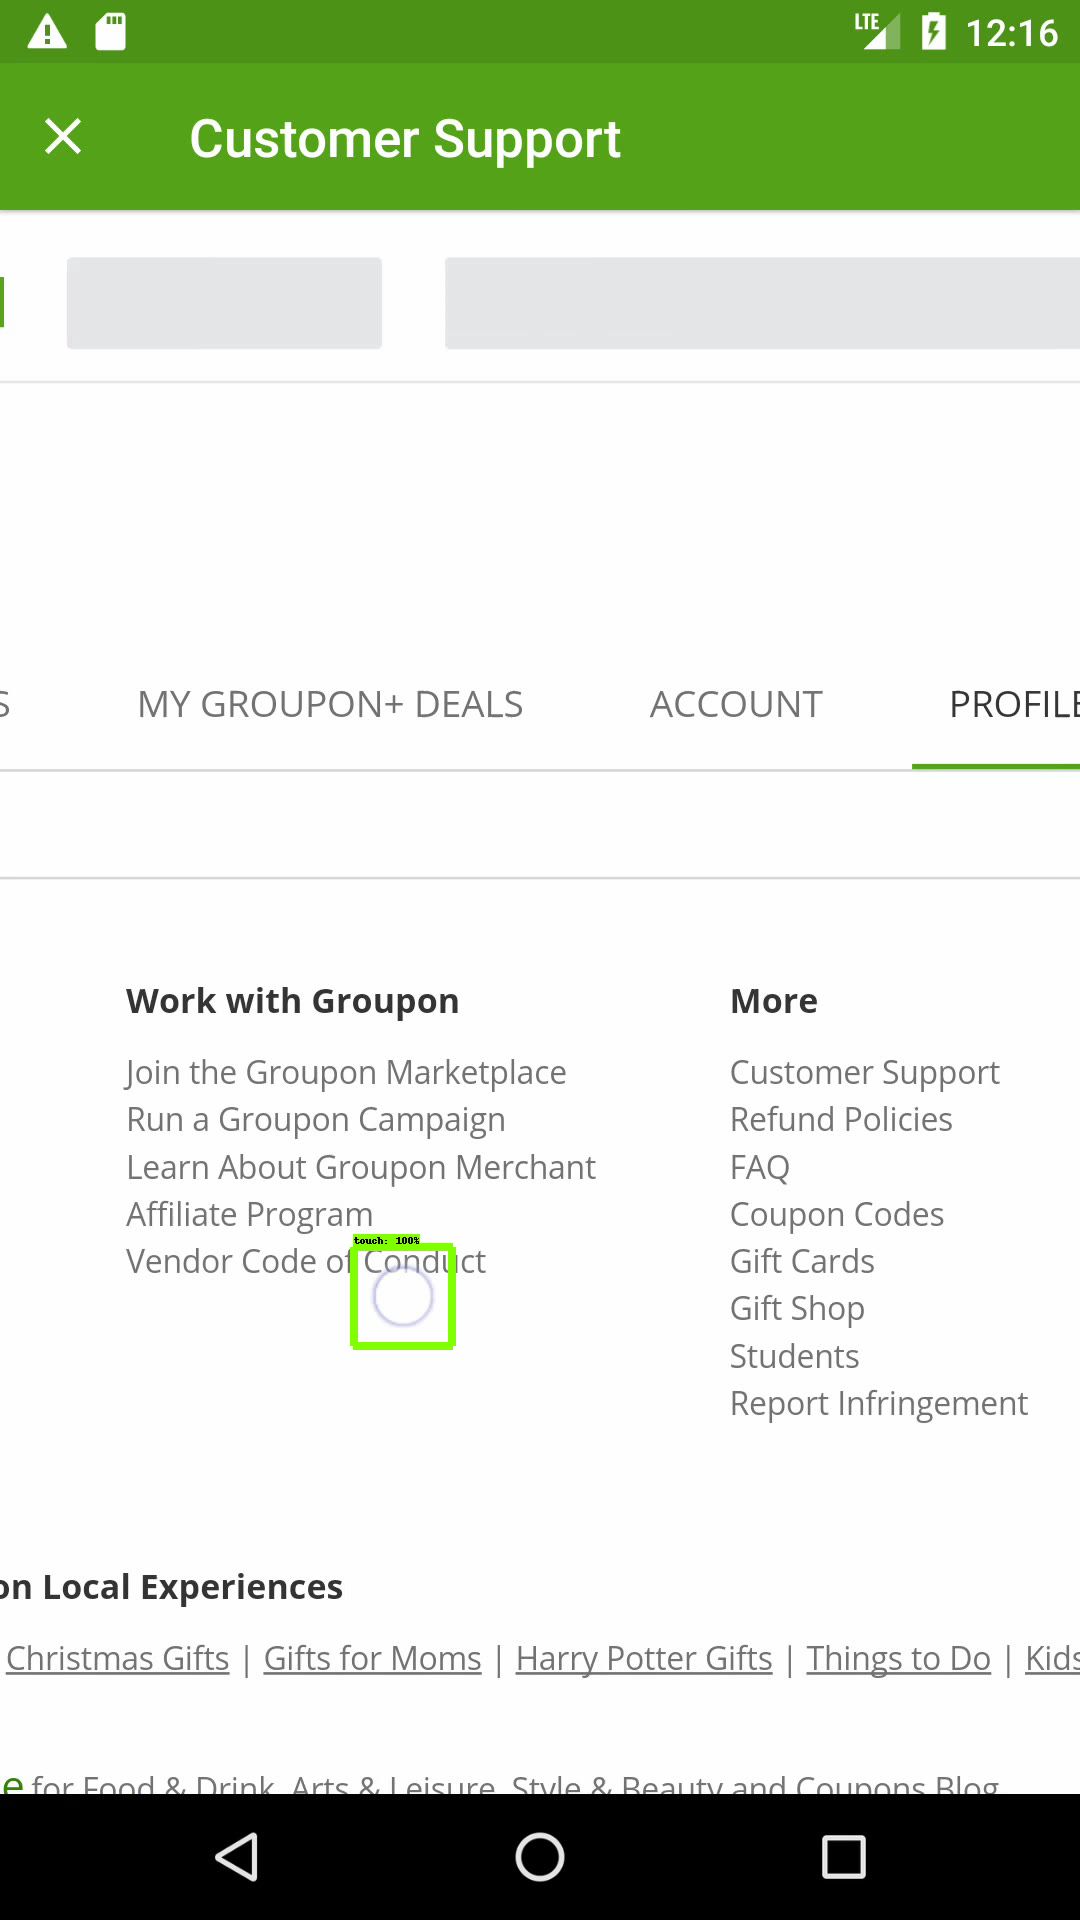 LTE 12:16
Customer Support
S MY GROUPON+ DEALS ACCOUNT PROFILE
Work with Groupon
Join the Groupon Marketplace
Run a Groupon Campaign
Learn About Groupon Merchant
Affiliate Program
touch: 100%
Vendor Code of Conduct
More
Customer Support
Refund Policies
FAQ
Coupon Codes
Gift Cards
Gift Shop
Students
Report Infringement
on Local Experiences
Christmas Gifts | Gifts for Moms | Harry Potter Gifts | Things to Do | Kids
e for Food & Drink, Arts & Leisure, Style & Beauty and Coupons Blog